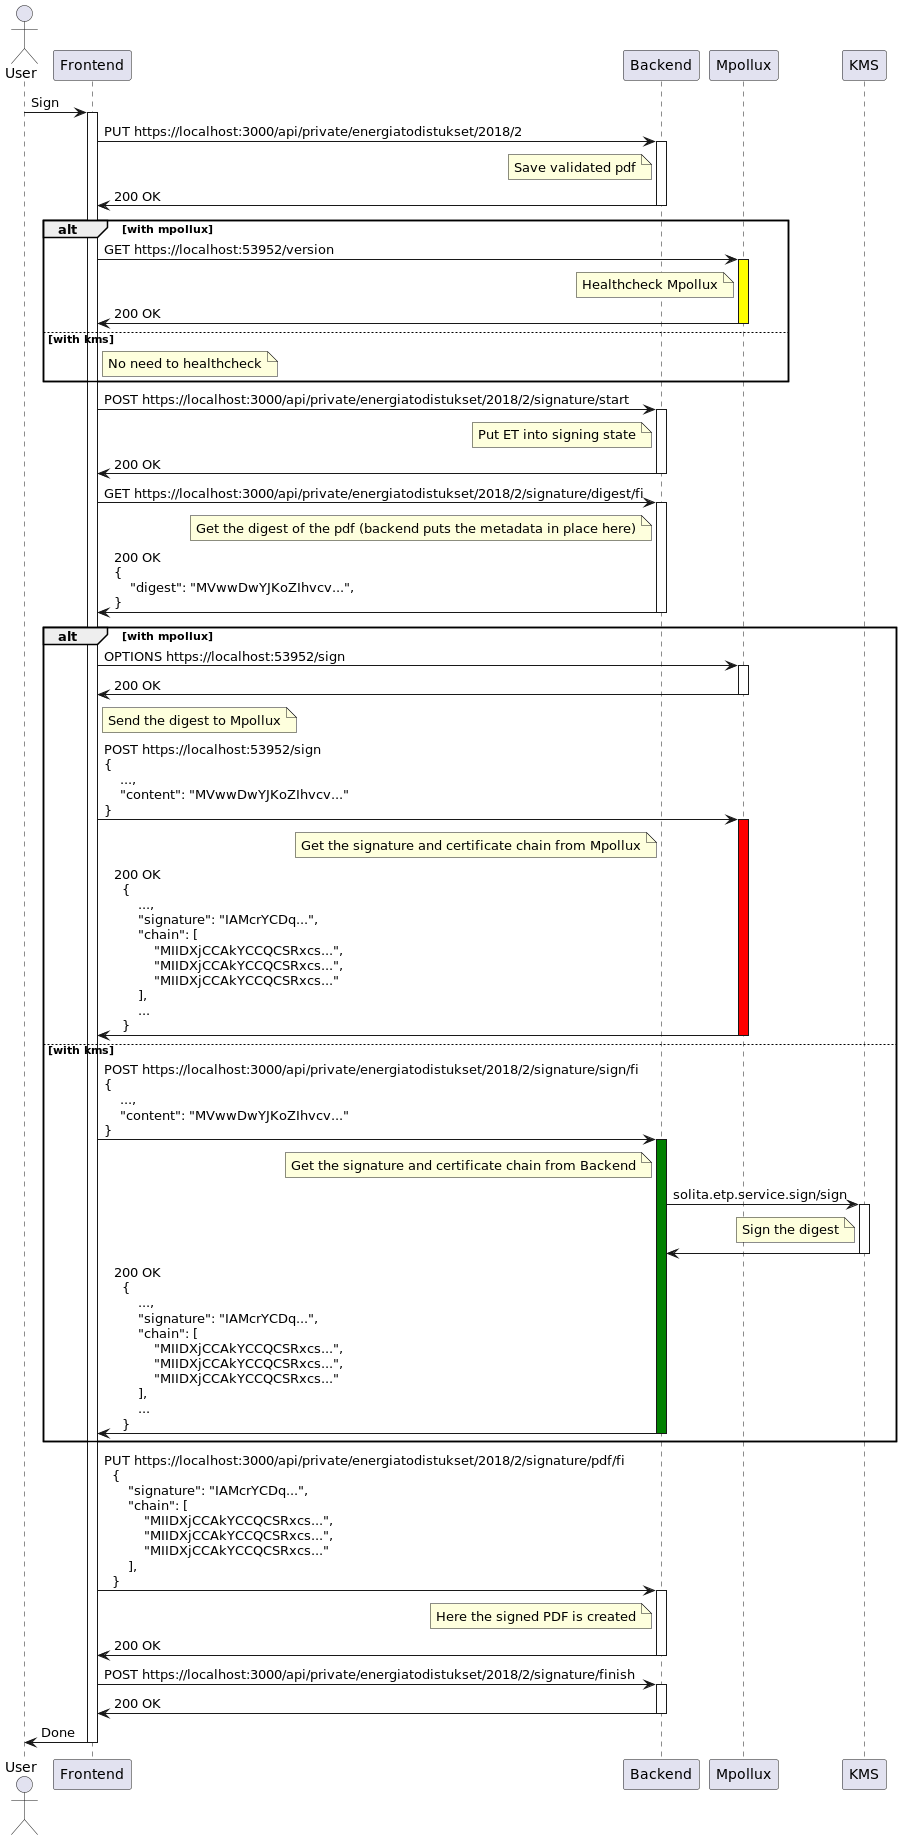 User
Frontend
Backend
Mpollux
KMS
Sign
PUT https://localhost:3000/api/private/energiatodistukset/2018/2
Save validated pdf
200 OK
alt
[with mpollux]
GET https://localhost:53952/version
Healthcheck Mpollux
200 OK
[with kms]
No need to healthcheck
POST https://localhost:3000/api/private/energiatodistukset/2018/2/signature/start
Put ET into signing state
200 OK
GET https://localhost:3000/api/private/energiatodistukset/2018/2/signature/digest/fi
Get the digest of the pdf (backend puts the metadata in place here)
200 OK
{
"digest": "MVwwDwYJKoZIhvcv...",
}
alt
[with mpollux]
OPTIONS https://localhost:53952/sign
200 OK
Send the digest to Mpollux
POST https://localhost:53952/sign
{
...,
"content": "MVwwDwYJKoZIhvcv..."
}
Get the signature and certificate chain from Mpollux
200 OK
{
...,
"signature": "IAMcrYCDq...",
"chain": [
"MIIDXjCCAkYCCQCSRxcs...",
"MIIDXjCCAkYCCQCSRxcs...",
"MIIDXjCCAkYCCQCSRxcs..."
],
...
}
[with kms]
POST https://localhost:3000/api/private/energiatodistukset/2018/2/signature/sign/fi
{
...,
"content": "MVwwDwYJKoZIhvcv..."
}
Get the signature and certificate chain from Backend
solita.etp.service.sign/sign
Sign the digest
200 OK
{
...,
"signature": "IAMcrYCDq...",
"chain": [
"MIIDXjCCAkYCCQCSRxcs...",
"MIIDXjCCAkYCCQCSRxcs...",
"MIIDXjCCAkYCCQCSRxcs..."
],
...
}
PUT https://localhost:3000/api/private/energiatodistukset/2018/2/signature/pdf/fi
{
"signature": "IAMcrYCDq...",
"chain": [
"MIIDXjCCAkYCCQCSRxcs...",
"MIIDXjCCAkYCCQCSRxcs...",
"MIIDXjCCAkYCCQCSRxcs..."
],
}
Here the signed PDF is created
200 OK
POST https://localhost:3000/api/private/energiatodistukset/2018/2/signature/finish
200 OK
Done
User
Frontend
Backend
Mpollux
KMS